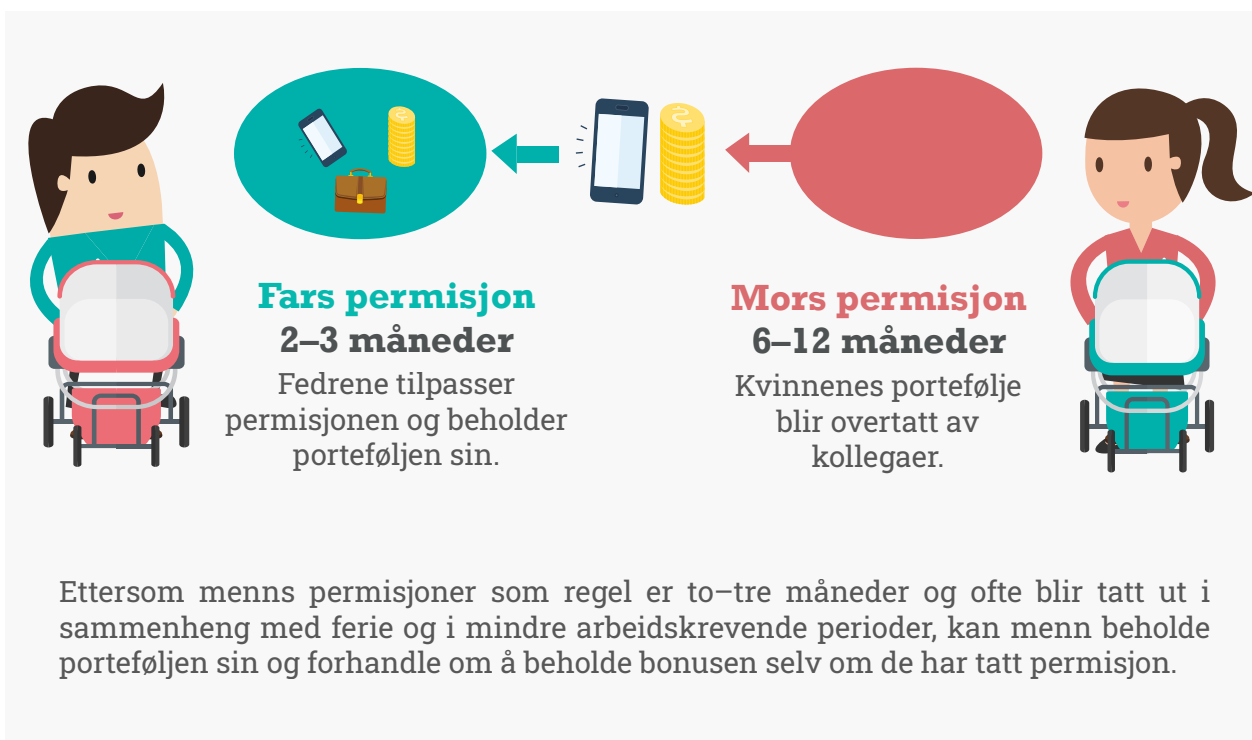 Fars permisjon
2–3 måneder
Fedrene tilpasser
permisjonen og beholder
porteføljen sin.
Mors permisjon
6–12 måneder
Kvinnenes portefølje
blir overtatt av
kollegaer.
Ettersom menns permisjoner som regel er to–tre måneder og ofte blir tatt ut i
sammenheng med ferie og i mindre arbeidskrevende perioder, kan menn beholde
porteføljen sin og forhandle om å beholde bonusen selv om de har tatt permisjon.